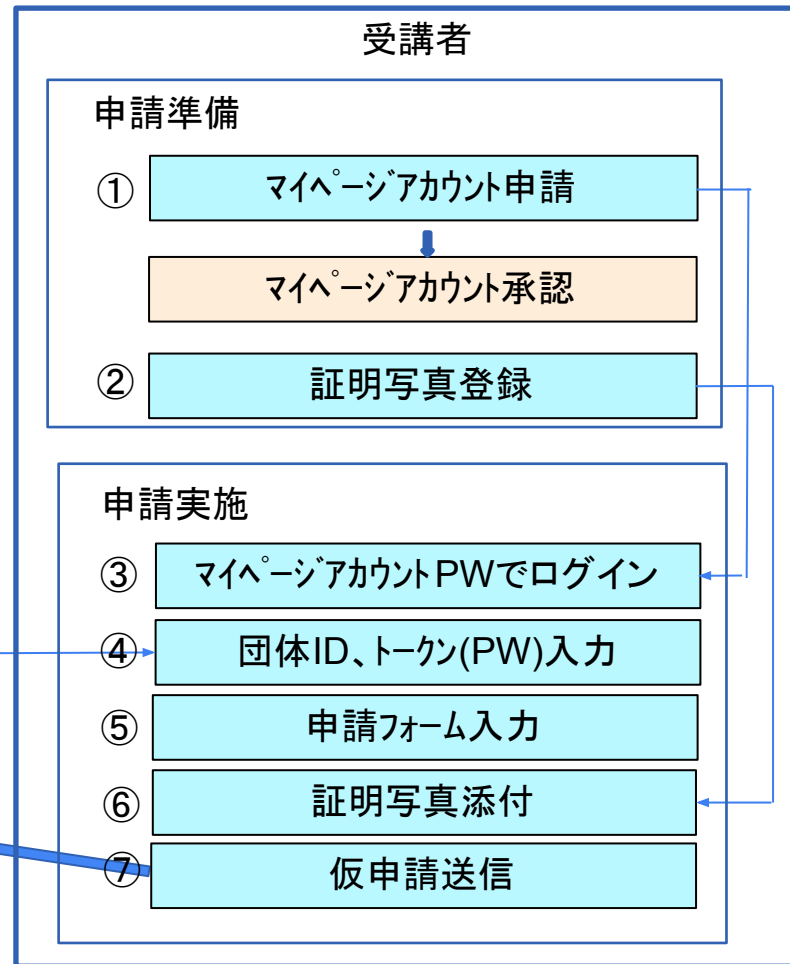 受講者
申請準備
① マイページアカウント申請
マイページアカウント承認
② 証明写真登録
申請実施
③ マイページアカウントPWでログイン
④ 団体ID、トークン(PW)入力
⑤ 申請フォーム入力
⑥ 証明写真添付
⑦ 仮申請送信